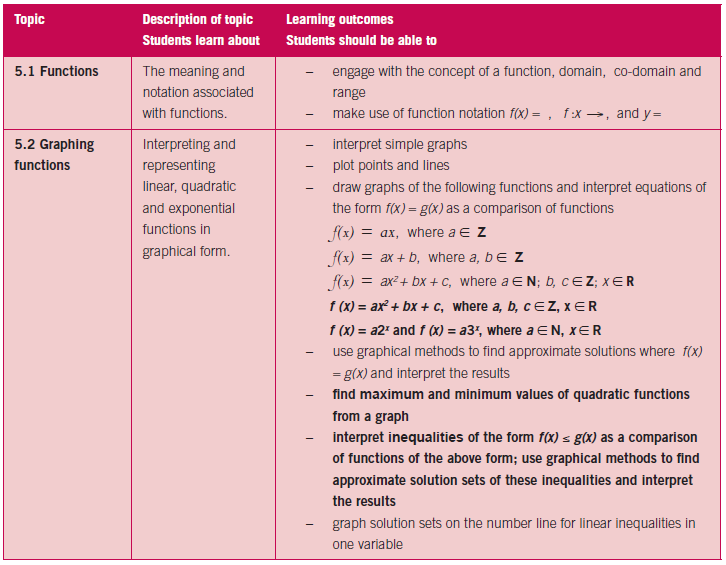 Topic
Description of topic
Students learn about
Learning outcomes
Students should be able to
5.1 Functions
The meaning and
notation associated
with functions.
– engage with the concept of a function, domain, co-domain and
range
– make use of function notation f(x) = , f :x →, and y =
5.2 Graphing
functions
Interpreting and
representing
linear, quadratic
and exponential
functions in
graphical form.
– interpret simple graphs
– plot points and lines
– draw graphs of the following functions and interpret equations of
the form f(x) = g(x) as a comparison of functions
f(x) = ax, where a ∈ Z
f(x) = ax + b, where a, b ∈ Z
f(x) = ax² + bx + c, where a ∈ N; b, c ∈ Z; x ∈ R
f (x) = ax² + bx + c, where a, b, c ∈ Z, x ∈ R
f (x) = a2ˣ and f (x) = a3ˣ, where a ∈ N, x ∈ R
– use graphical methods to find approximate solutions where f(x)
= g(x) and interpret the results
– find maximum and minimum values of quadratic functions
from a graph
– interpret inequalities of the form f(x) ≤ g(x) as a comparison
of functions of the above form; use graphical methods to find
approximate solution sets of these inequalities and interpret
the results
– graph solution sets on the number line for linear inequalities in
one variable